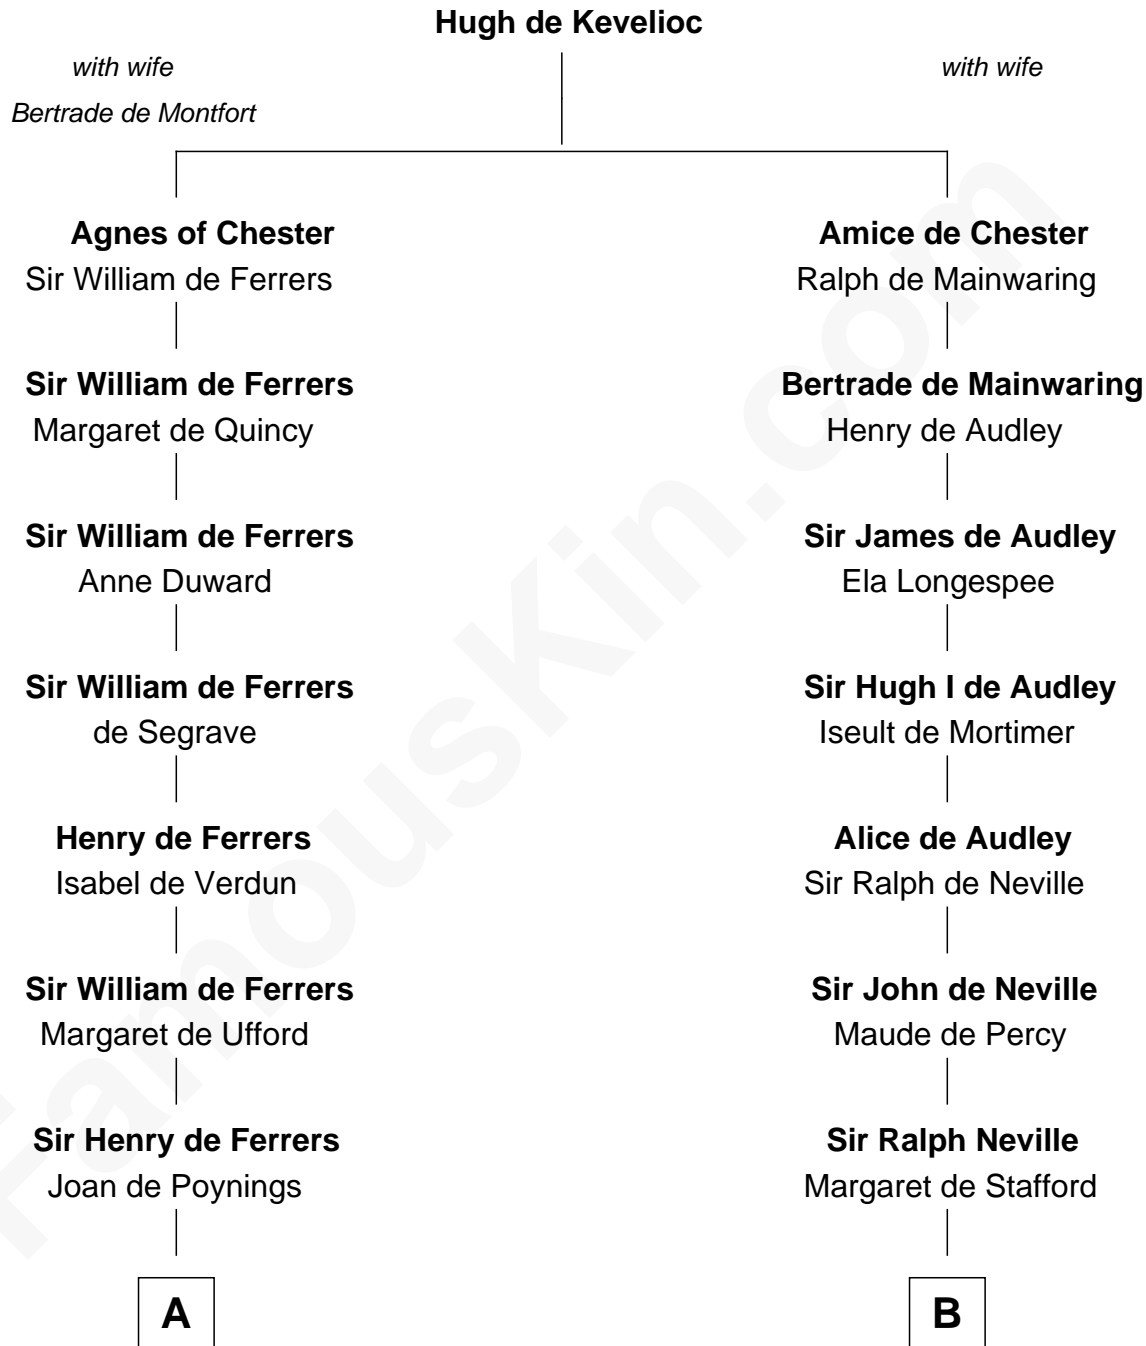 Hugh de Kevelioc
with wife
Bertrade de Montfort
with wife
Agnes of Chester
Sir William de Ferrers
Amice de Chester
Ralph de Mainwaring
Sir William de Ferrers
Margaret de Quincy
Bertrade de Mainwaring
Henry de Audley
Sir William de Ferrers
Anne Duward
Sir James de Audley
Ela Longespee
Sir William de Ferrers
de Segrave
Sir Hugh I de Audley
Iseult de Mortimer
Henry de Ferrers
Isabel de Verdun
Alice de Audley
Sir Ralph de Neville
Sir William de Ferrers
Margaret de Ufford
Sir John de Neville
Maude de Percy
Sir Henry de Ferrers
Joan de Poynings
Sir Ralph Neville
Margaret de Stafford
A
B
FamousKin.com